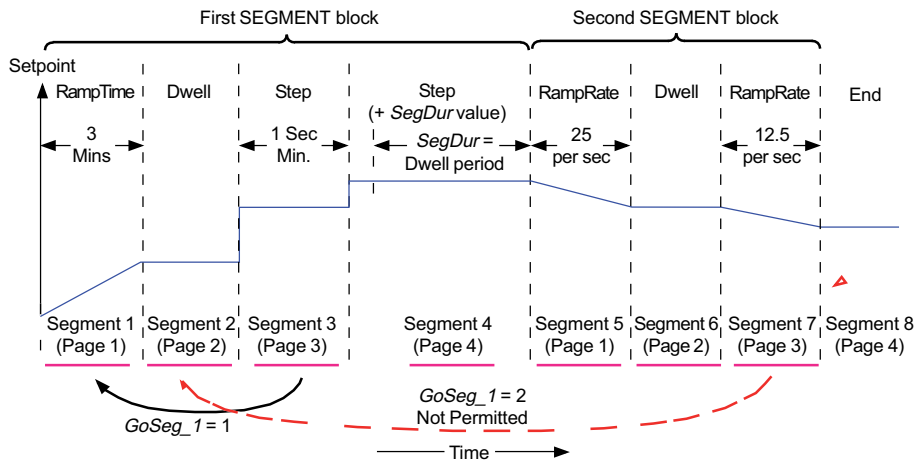 First SEGMENT block
Second SEGMENT block
Setpoint
RampTime
Dwell
Step
Step
(+ SegDur value)
RampRate
Dwell
RampRate
End
3
Mins
1 Sec
Min.
SegDur =
Dwell period
25
per sec
12.5
per sec
Segment 1
(Page 1)
Segment 2
(Page 2)
Segment 3
(Page 3)
Segment 4
(Page 4)
Segment 5
(Page 1)
Segment 6
(Page 2)
Segment 7
(Page 3)
Segment 8
(Page 4)
GoSeg_1 = 1
GoSeg_1 = 2
Not Permitted
Time